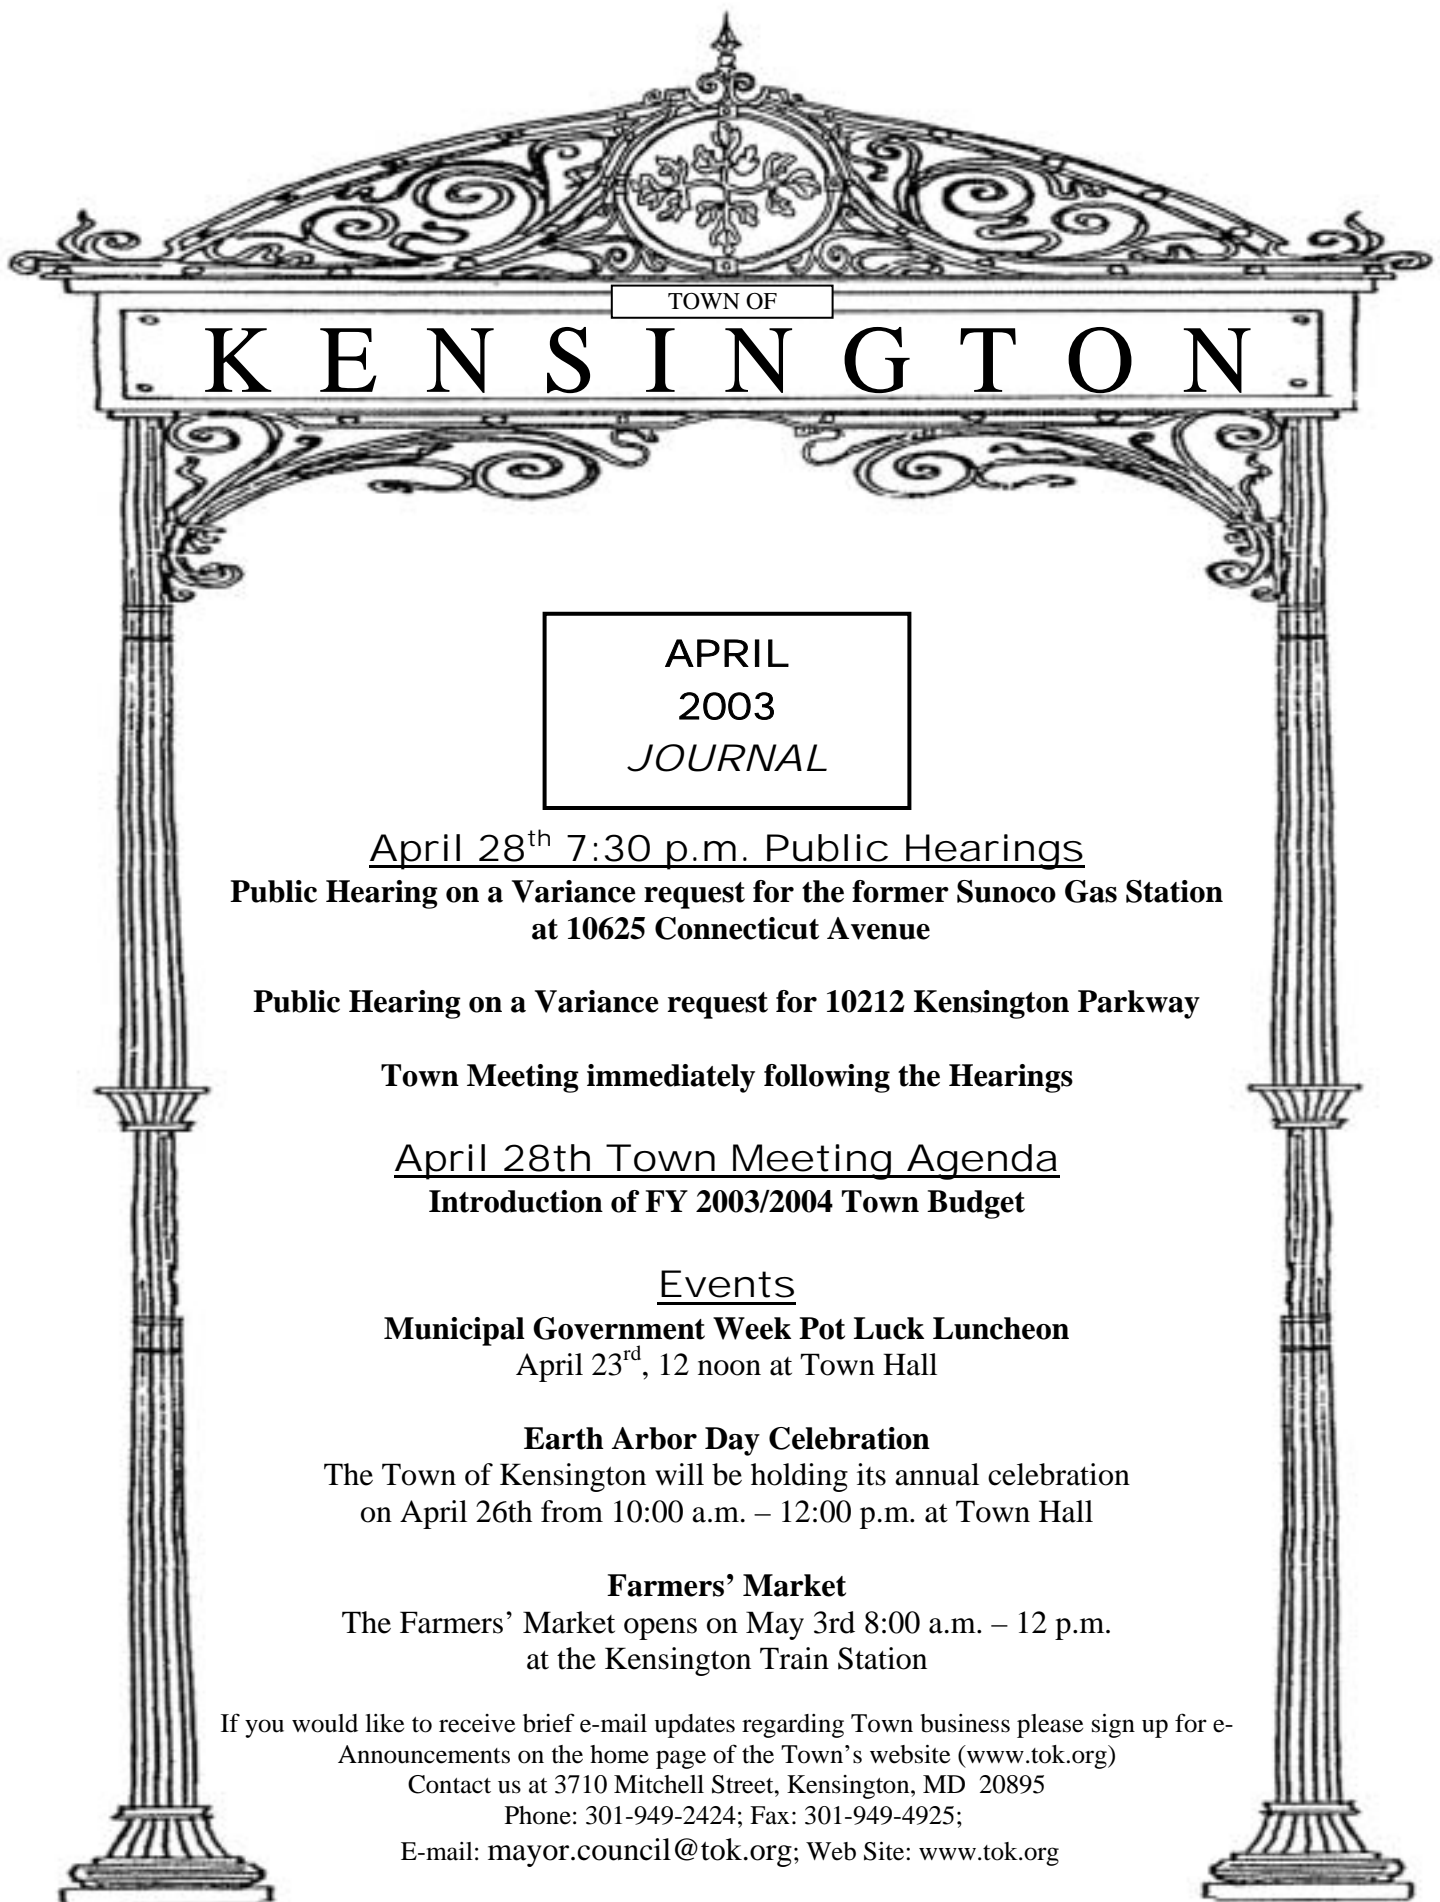 TOWN OF
KENSINGTON
APRIL
2003
JOURNAL
April 28th 7:30 p.m. Public Hearings
Public Hearing on a Variance request for the former Sunoco Gas Station
at 10625 Connecticut Avenue
Public Hearing on a Variance request for 10212 Kensington Parkway
Town Meeting immediately following the Hearings
April 28th Town Meeting Agenda
Introduction of FY 2003/2004 Town Budget
Events
Municipal Government Week Pot Luck Luncheon
April 23rd, 12 noon at Town Hall
Earth Arbor Day Celebration
The Town of Kensington will be holding its annual celebration
on April 26th from 10:00 a.m. – 12:00 p.m. at Town Hall
Farmers’ Market
The Farmers’ Market opens on May 3rd 8:00 a.m. – 12 p.m.
at the Kensington Train Station
If you would like to receive brief e-mail updates regarding Town business please sign up for e-
Announcements on the home page of the Town’s website (www.tok.org)
Contact us at 3710 Mitchell Street, Kensington, MD  20895
Phone: 301-949-2424; Fax: 301-949-4925;
E-mail: mayor.council@tok.org; Web Site: www.tok.org